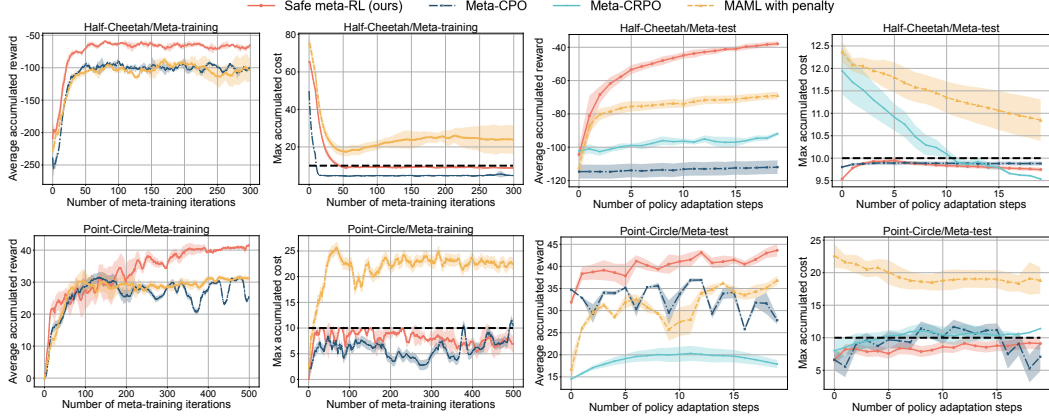 Safe meta-RL (ours) Meta-CPO Meta-CRPO MAML with penalty
Half-Cheetah/Meta-training
Average accumulated reward
-50
-100
-150
-200
-250
0 50 100 150 200 250 300
Number of meta-training iterations
Half-Cheetah/Meta-training
Max accumulated cost
80
60
40
20
0 50 100 150 200 250 300
Number of meta-training iterations
Half-Cheetah/Meta-test
Average accumulated reward
-40
-60
-80
-100
-120
0 5 10 15
Number of policy adaptation steps
Half-Cheetah/Meta-test
Max accumulated cost
12.5
12.0
11.5
11.0
10.5
10.0
9.5
0 5 10 15
Number of policy adaptation steps
Point-Circle/Meta-training
Average accumulated reward
40
30
20
10
0
0 100 200 300 400 500
Number of meta-training iterations
Point-Circle/Meta-training
Max accumulated cost
25
20
15
10
5
0
0 100 200 300 400 500
Number of meta-training iterations
Point-Circle/Meta-test
Average accumulated reward
45
40
35
30
25
20
15
0 5 10 15
Number of policy adaptation steps
Point-Circle/Meta-test
Max accumulated cost
25
20
15
10
5
0 5 10 15
Number of policy adaptation steps